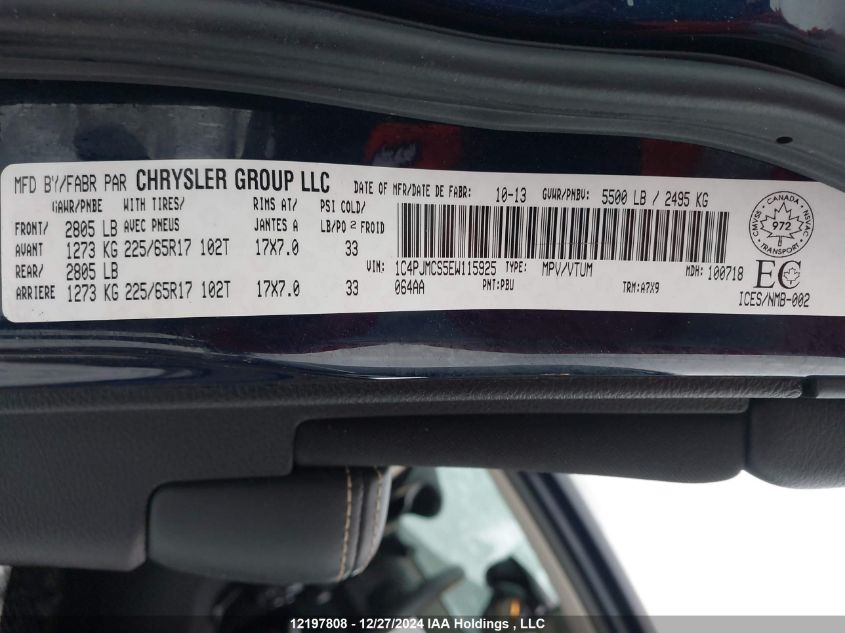 MFD BY/FABR PAR CHRYSLER GROUP LLC
DATE OF MFR/DATE DE FABR: 10-13 GVWR/PNBV: 5500 LB / 2495 KG
GAWR/PNBE WITH TIRES/ RIMS AT/ PSI COLD/
FRONT/ 2805 LB AVEC PNEUS JANTES A LB/PO 2 FROID
AVANT 1273 KG 225/65R17 102T 17X7.0 33
REAR/ 2805 LB
ARRIERE 1273 KG 225/65R17 102T 17X7.0 33
VIN: 1C4PJMCS5EW115925 TYPE: MPV/VTUM MDH: 100718
064AA PNT:PBU TRM:A7X9
CANADA
CMVSS 972 NSVAC
TRANSPORT
EC
ICES/NMB-002
12197808 - 12/27/2024 IAA Holdings , LLC